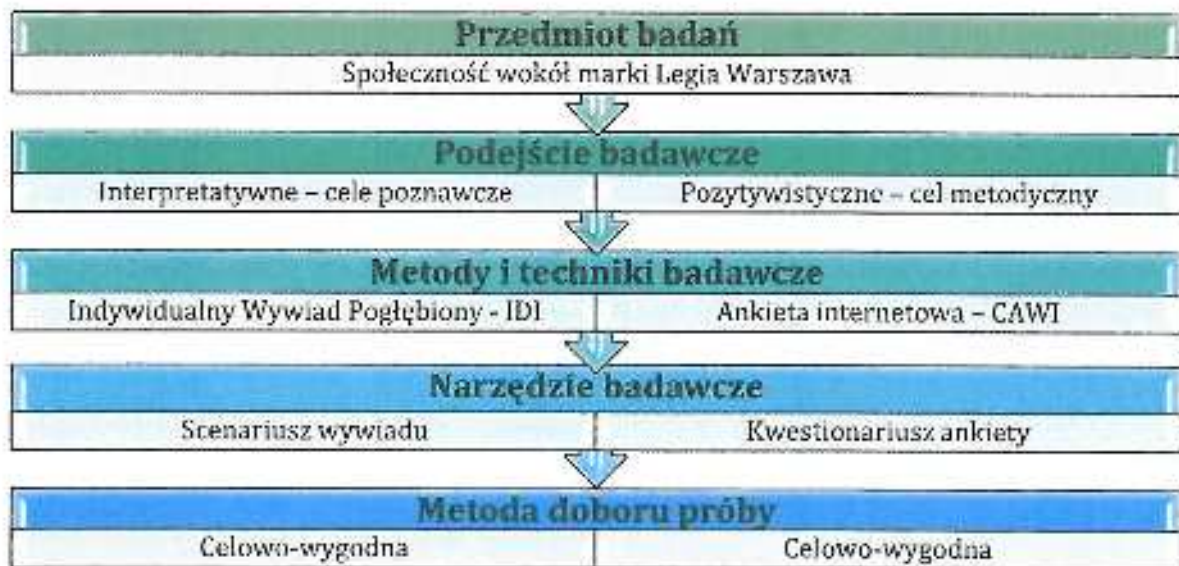 Przedmiot badań
Społeczność wokół marki Legia Warszawa
Podejście badawcze
Interpretatywne – cele poznawcze
Pozytywistyczne – cel metodyczny
Metody i techniki badawcze
Indywidualny Wywiad Pogłębiony - IDI
Ankieta internetowa – CAWI
Narzędzie badawcze
Scenariusz wywiadu
Kwestionariusz ankiety
Metoda doboru próby
Celowo-wygodna
Celowo-wygodna